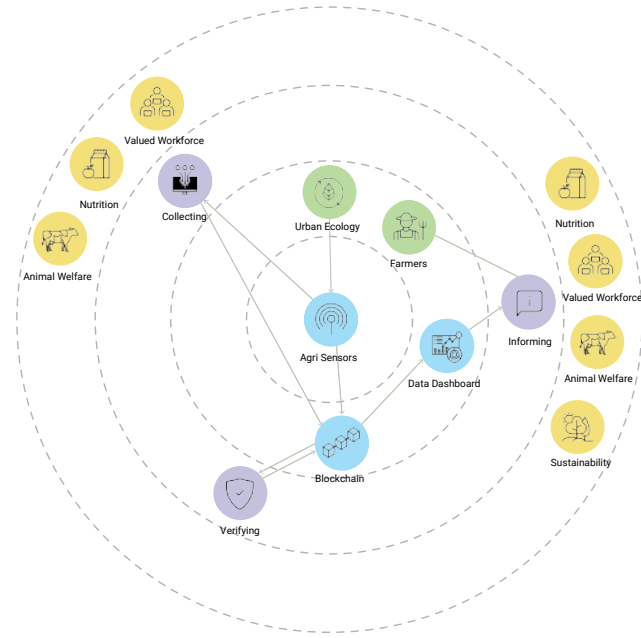 Valued Workforce
Nutrition
Collecting
Animal Welfare
Urban Ecology
Farmers
Nutrition
Valued Workforce
Agri Sensors
Informing
Data Dashboard
Animal Welfare
Sustainability
Blockchain
Verifying
i